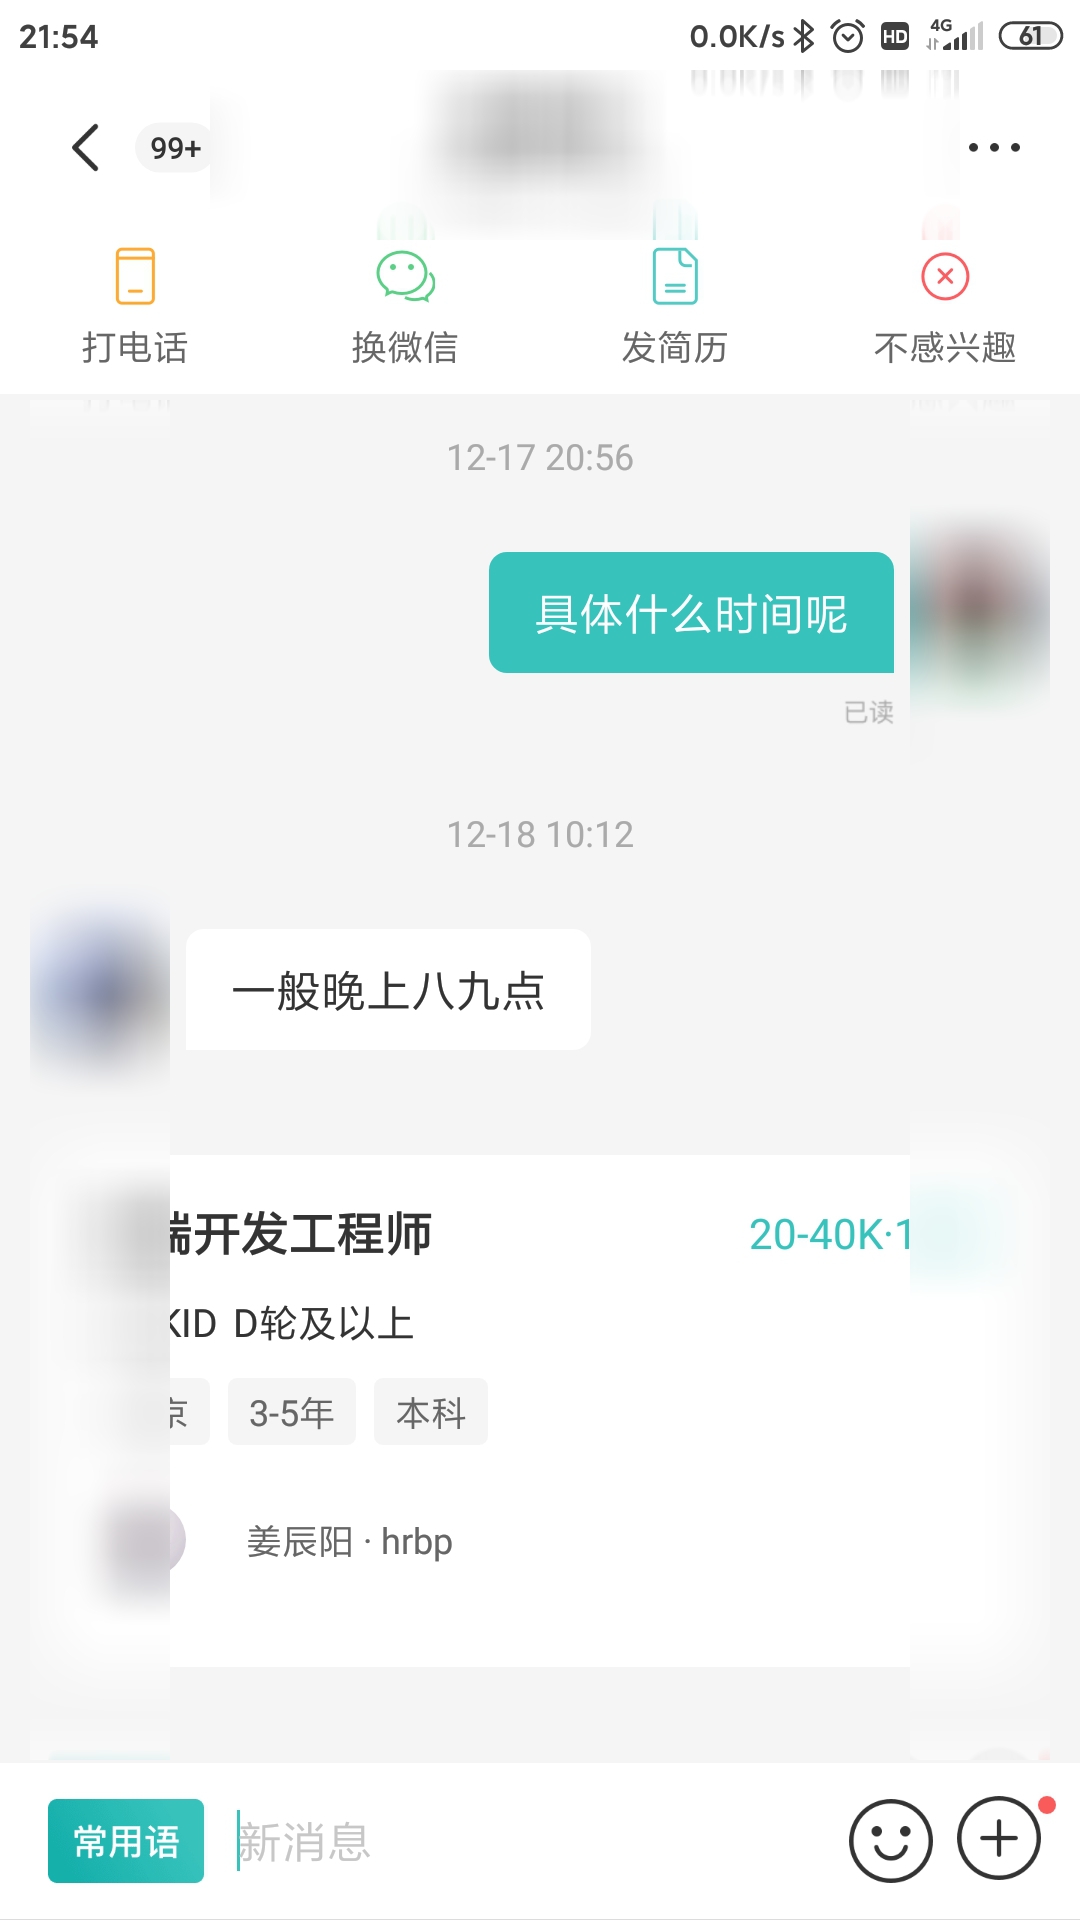 21:54 0.0K/s HD 4G 61
99+
打电话 换微信 发简历 不感兴趣
12-17 20:56
具体什么时间呢
已读
12-18 10:12
一般晚上八九点
端开发工程师 20-40K·1
KID D轮及以上
京 3-5年 本科
姜辰阳 · hrbp
常用语 新消息